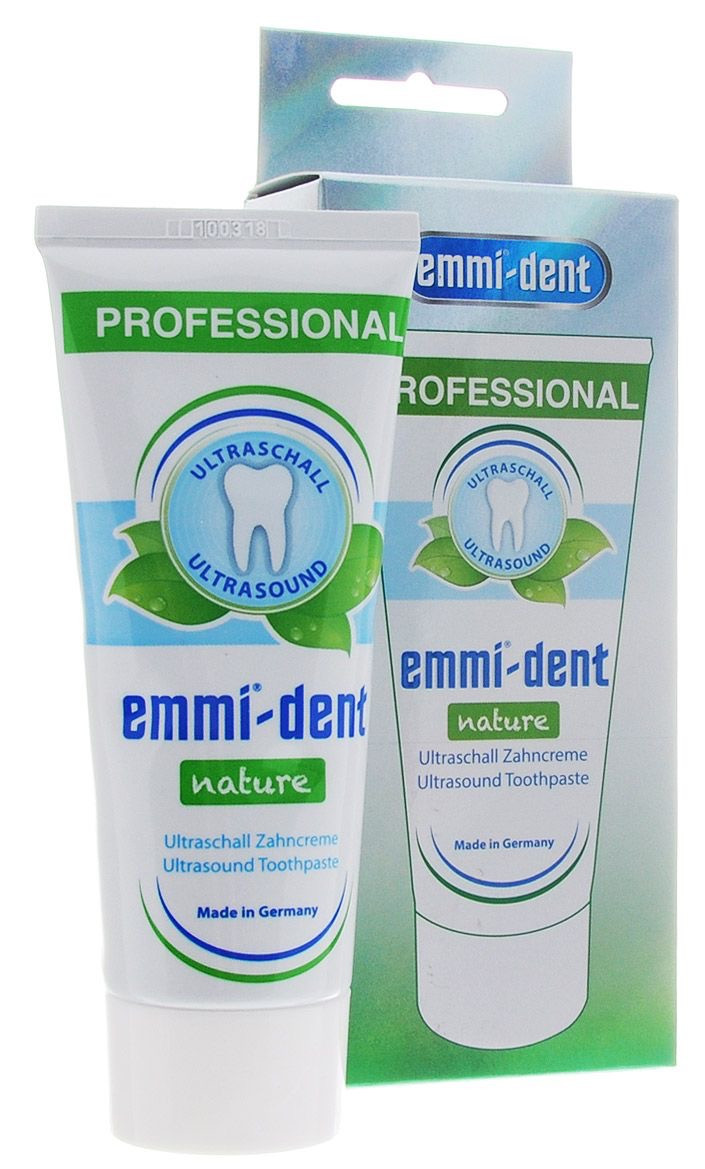 100318
PROFESSIONAL
ULTRASCHALL
ULTRASOUND
emmi®-dent
nature
Ultraschall Zahncreme
Ultrasound Toothpaste
Made in Germany
emmi®-dent
ROFESSIONAL
ULTRASCHALL
ULTRASOUND
emmi®-dent
nature
Ultraschall Zahncreme
Ultrasound Toothpaste
Made in Germany